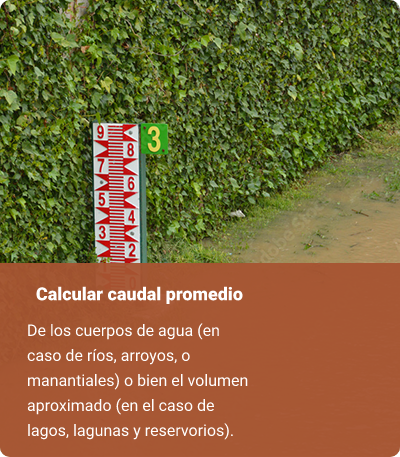 3
9
8
7
6
5
4
3
2
Calcular caudal promedio
De los cuerpos de agua (en
caso de ríos, arroyos, o
manantiales) o bien el volumen
aproximado (en el caso de
lagos, lagunas y reservorios).